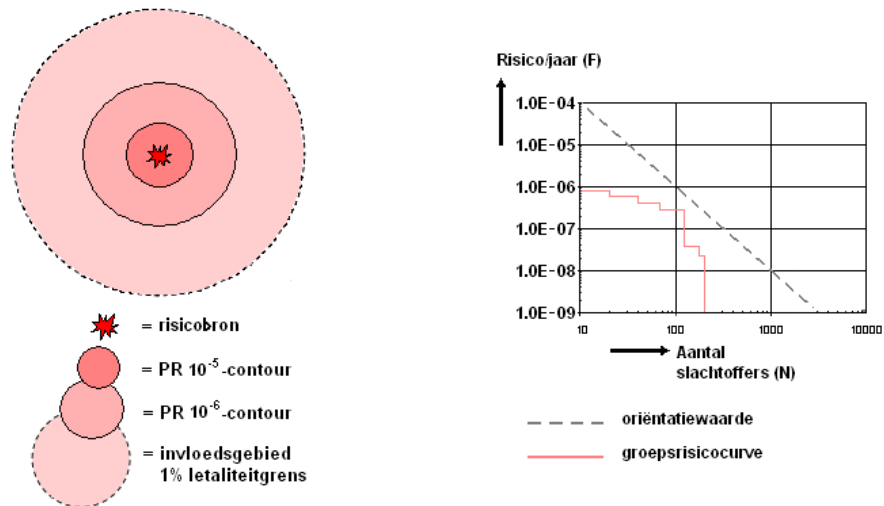 = risicobron
= PR 10⁻⁵-contour
= PR 10⁻⁶-contour
= invloedsgebied
1% letaliteitgrens
Risico/jaar (F)
1.0E-04
1.0E-05
1.0E-06
1.0E-07
1.0E-08
1.0E-09
10 100 1000 10000
Aantal
slachtoffers (N)
oriëntatiewaarde
groepsrisicocurve